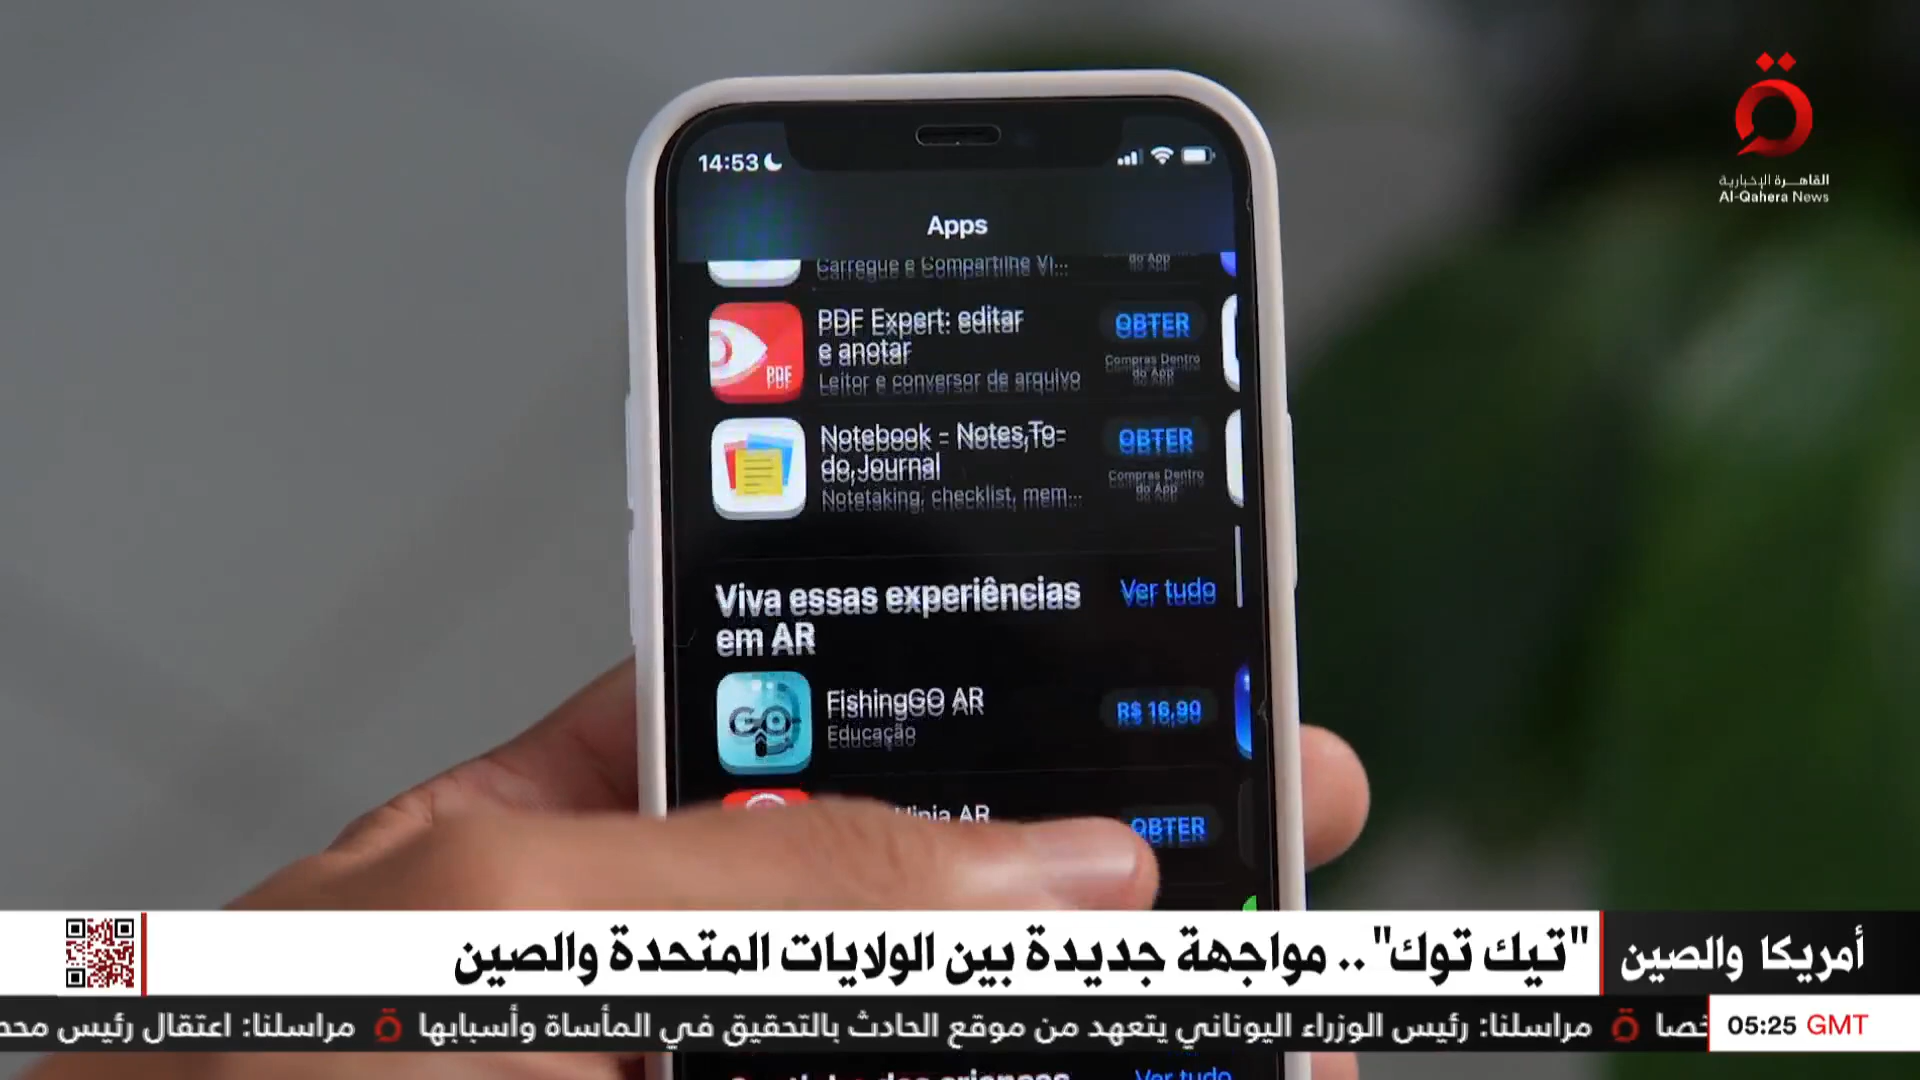 14:53
القاهرة الإخبارية
Al-Qahera News
Apps
Carregue e Compartilhe Vi...
do App
PDF Expert: editar
e anotar
Leitor e conversor de arquivo
OBTER
Compras Dentro
do App
PDF
Notebook - Notes,To-
do,Journal
Notetaking, checklist, mem...
OBTER
Compras Dentro
do App
Viva essas experiências
em AR
Ver tudo
GO
FishingGO AR
Educação
R$ 16,90
AR
OBTER
أمريكا والصين
"تيك توك".. مواجهة جديدة بين الولايات المتحدة والصين
05:25 GMT
مراسلنا: رئيس الوزراء اليوناني يتعهد من موقع الحادث بالتحقيق في المأساة وأسبابها
مراسلنا: اعتقال رئيس
Ver tudo